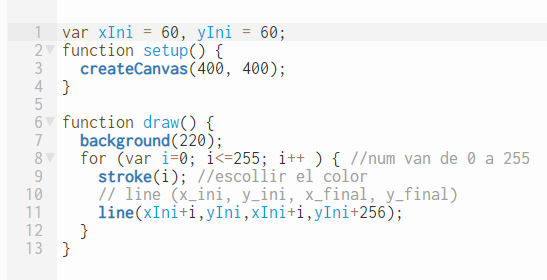 1 var xIni = 60, yIni = 60;
2 function setup() {
3 createCanvas(400, 400);
4 }
5
6 function draw() {
7 background(220);
8 for (var i=0; i<=255; i++ ) { //num van de 0 a 255
9 stroke(i); //escollir el color
10 // line (x_ini, y_ini, x_final, y_final)
11 line(xIni+i,yIni,xIni+i,yIni+256);
12 }
13 }